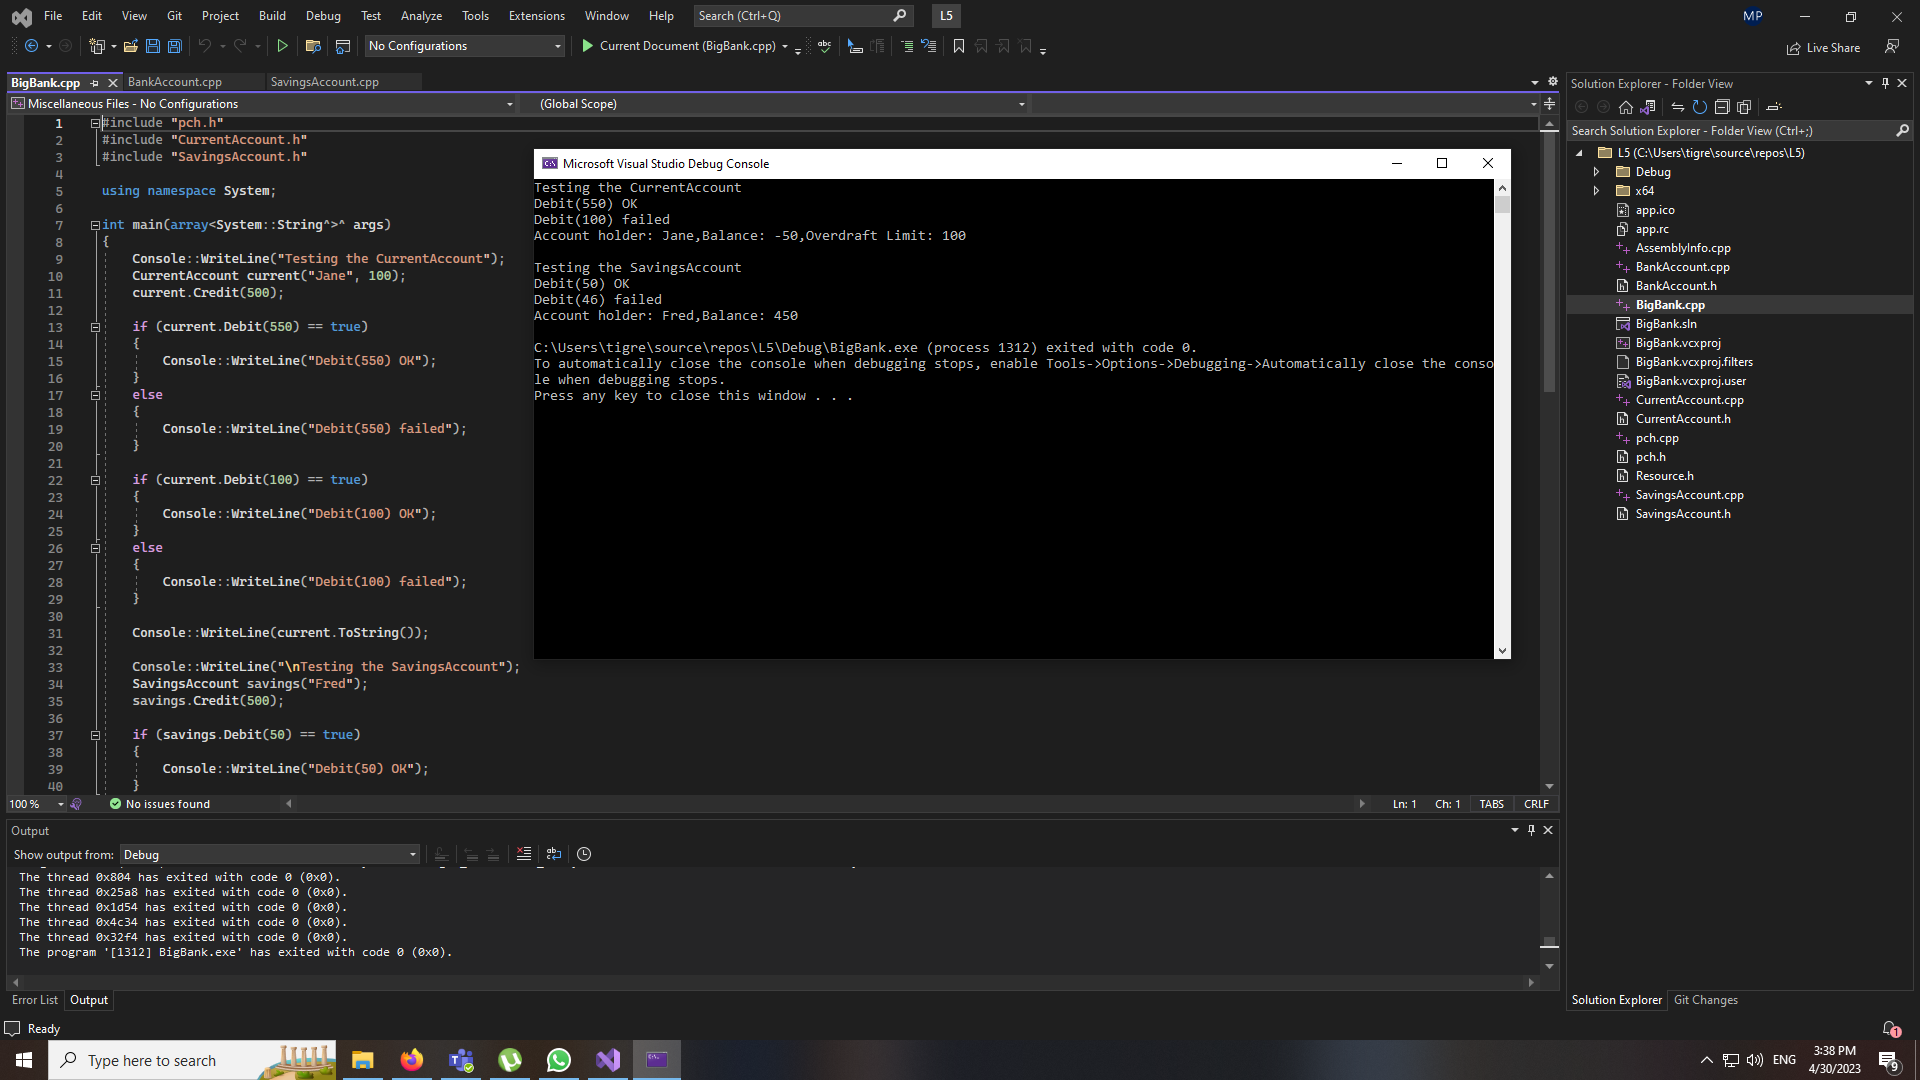 File Edit View Git Project Build Debug Test Analyze Tools Extensions Window Help Search (Ctrl+Q) L5 MP
No Configurations Current Document (BigBank.cpp) Live Share
BigBank.cpp BankAccount.cpp SavingsAccount.cpp
Miscellaneous Files - No Configurations (Global Scope)
1 #include "pch.h"
2 #include "CurrentAccount.h"
3 #include "SavingsAccount.h"
4
5 using namespace System;
6
7 int main(array<System::String^>^ args)
8 {
9 Console::WriteLine("Testing the CurrentAccount");
10 CurrentAccount current("Jane", 100);
11 current.Credit(500);
12
13 if (current.Debit(550) == true)
14 {
15 Console::WriteLine("Debit(550) OK");
16 }
17 else
18 {
19 Console::WriteLine("Debit(550) failed");
20 }
21
22 if (current.Debit(100) == true)
23 {
24 Console::WriteLine("Debit(100) OK");
25 }
26 else
27 {
28 Console::WriteLine("Debit(100) failed");
29 }
30
31 Console::WriteLine(current.ToString());
32
33 Console::WriteLine("\nTesting the SavingsAccount");
34 SavingsAccount savings("Fred");
35 savings.Credit(500);
36
37 if (savings.Debit(50) == true)
38 {
39 Console::WriteLine("Debit(50) OK");
40 }
100 % No issues found Ln: 1 Ch: 1 TABS CRLF
Microsoft Visual Studio Debug Console
Testing the CurrentAccount
Debit(550) OK
Debit(100) failed
Account holder: Jane,Balance: -50,Overdraft Limit: 100
Testing the SavingsAccount
Debit(50) OK
Debit(46) failed
Account holder: Fred,Balance: 450
C:\Users\tigre\source\repos\L5\Debug\BigBank.exe (process 1312) exited with code 0.
To automatically close the console when debugging stops, enable Tools->Options->Debugging->Automatically close the conso
le when debugging stops.
Press any key to close this window . . .
Output
Show output from: Debug
The thread 0x804 has exited with code 0 (0x0).
The thread 0x25a8 has exited with code 0 (0x0).
The thread 0x1d54 has exited with code 0 (0x0).
The thread 0x4c34 has exited with code 0 (0x0).
The thread 0x32f4 has exited with code 0 (0x0).
The program '[1312] BigBank.exe' has exited with code 0 (0x0).
Error List Output
Solution Explorer - Folder View
Search Solution Explorer - Folder View (Ctrl+;)
L5 (C:\Users\tigre\source\repos\L5)
Debug
x64
app.ico
app.rc
AssemblyInfo.cpp
BankAccount.cpp
BankAccount.h
BigBank.cpp
BigBank.sln
BigBank.vcxproj
BigBank.vcxproj.filters
BigBank.vcxproj.user
CurrentAccount.cpp
CurrentAccount.h
pch.cpp
pch.h
Resource.h
SavingsAccount.cpp
SavingsAccount.h
Solution Explorer Git Changes
Ready 1
Type here to search ENG 3:38 PM
4/30/2023 9